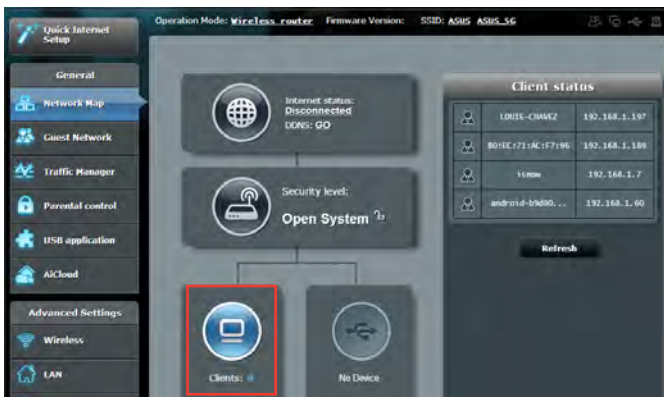 Quick Internet
Setup
Operation Mode: Wireless router Firmware Version: SSID: ASUS ASUS_5G
General
Network Map
Guest Network
Traffic Manager
Parental control
USB application
AiCloud
Advanced Settings
Wireless
LAN
Internet status:
Disconnected
DDNS: GO
Security level:
Open System
Clients:
No Device
Client status
LOUIE-CHAVEZ 192.168.1.197
192.168.1.189
192.168.1.7
android-b9d80... 192.168.1.60
Refresh